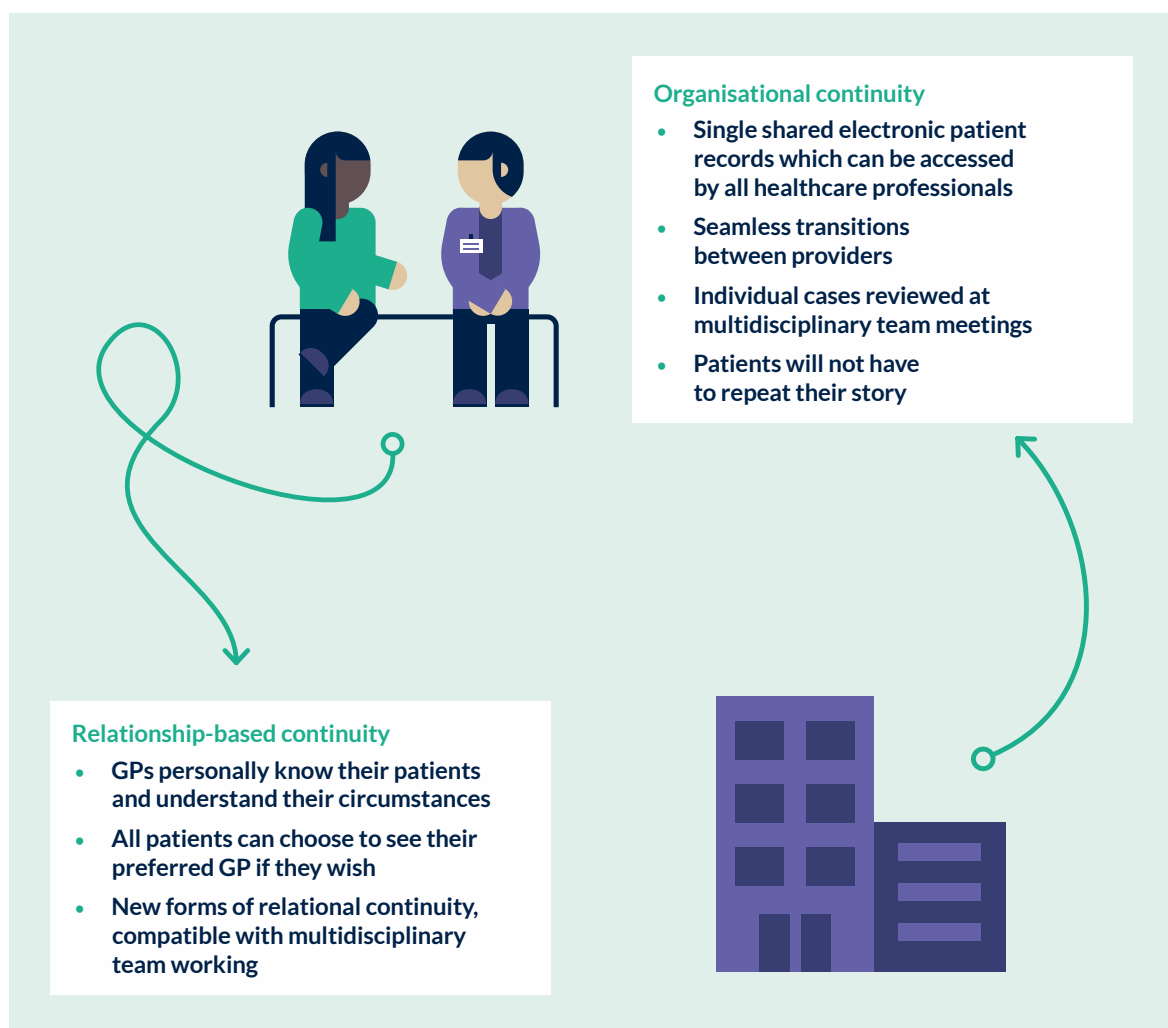 Organisational continuity
• Single shared electronic patient
records which can be accessed
by all healthcare professionals
• Seamless transitions
between providers
• Individual cases reviewed at
multidisciplinary team meetings
• Patients will not have
to repeat their story
Relationship-based continuity
• GPs personally know their patients
and understand their circumstances
• All patients can choose to see their
preferred GP if they wish
• New forms of relational continuity,
compatible with multidisciplinary
team working